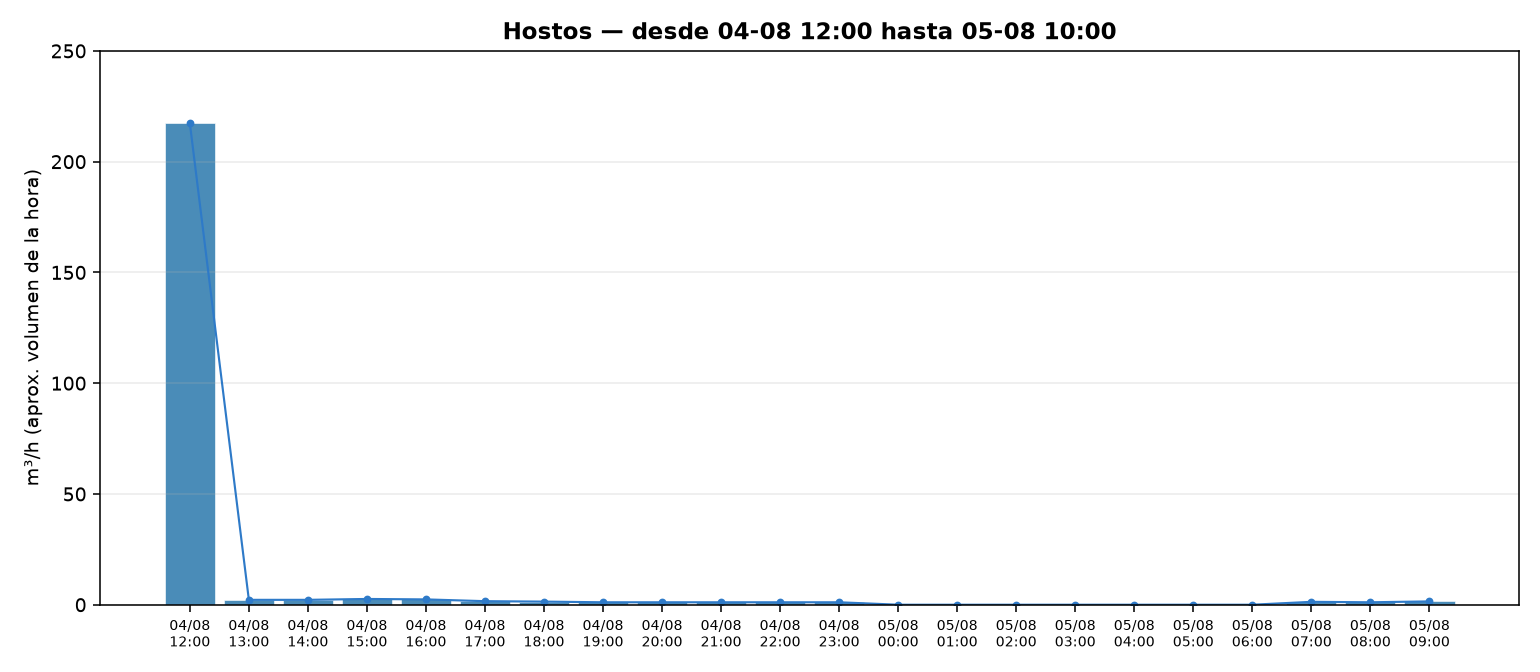 Hostos — desde 04-08 12:00 hasta 05-08 10:00
m³/h (aprox. volumen de la hora)
250
200
150
100
50
0
04/08 04/08 04/08 04/08 04/08 04/08 04/08 04/08 04/08 04/08 04/08 04/08 05/08 05/08 05/08 05/08 05/08 05/08 05/08 05/08 05/08 05/08
12:00 13:00 14:00 15:00 16:00 17:00 18:00 19:00 20:00 21:00 22:00 23:00 00:00 01:00 02:00 03:00 04:00 05:00 06:00 07:00 08:00 09:00